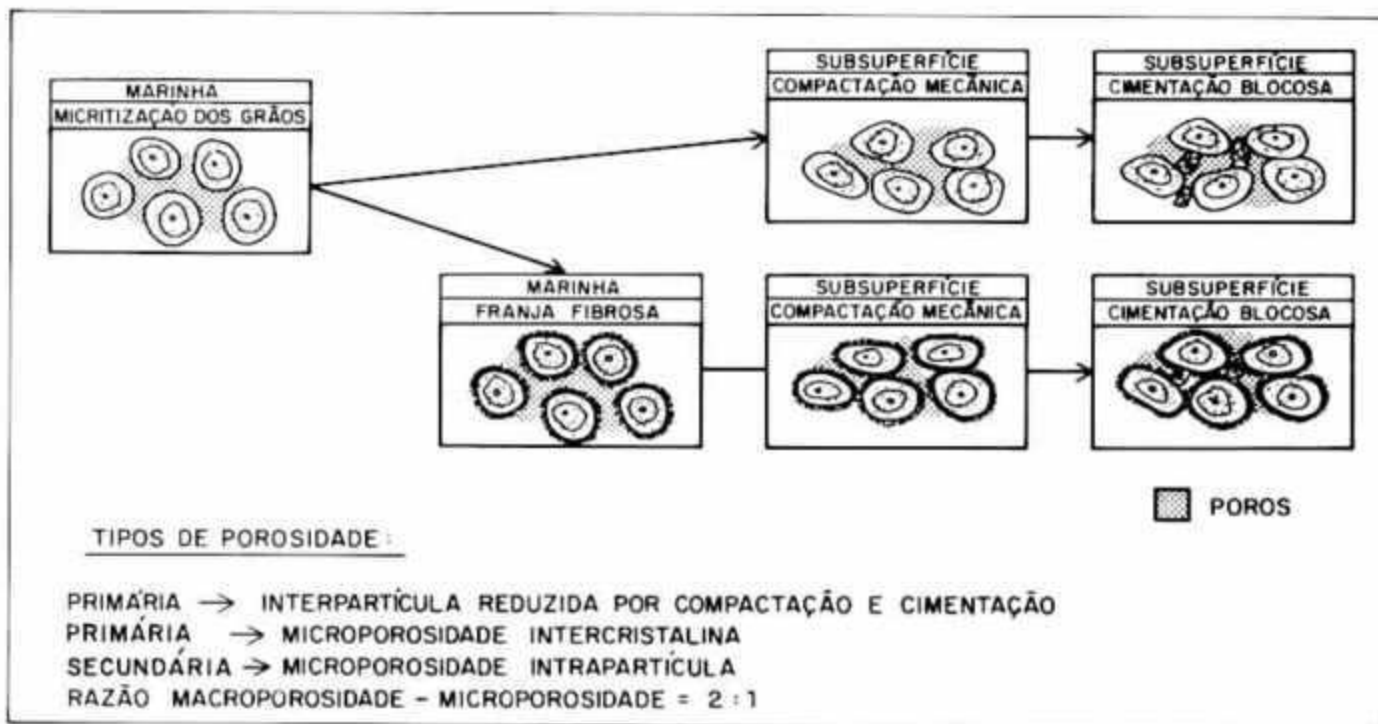 MARINHA
MICRITIZAÇÃO DOS GRÃOS
SUBSUPERFÍCIE
COMPACTAÇÃO MECÂNICA
SUBSUPERFÍCIE
CIMENTAÇÃO BLOCOSA
MARINHA
FRANJA FIBROSA
SUBSUPERFÍCIE
COMPACTAÇÃO MECÂNICA
SUBSUPERFÍCIE
CIMENTAÇÃO BLOCOSA
POROS
TIPOS DE POROSIDADE:
PRIMÁRIA → INTERPARTÍCULA REDUZIDA POR COMPACTAÇÃO E CIMENTAÇÃO
PRIMÁRIA → MICROPOROSIDADE INTERCRISTALINA
SECUNDÁRIA → MICROPOROSIDADE INTRAPARTÍCULA
RAZÃO MACROPOROSIDADE - MICROPOROSIDADE = 2:1